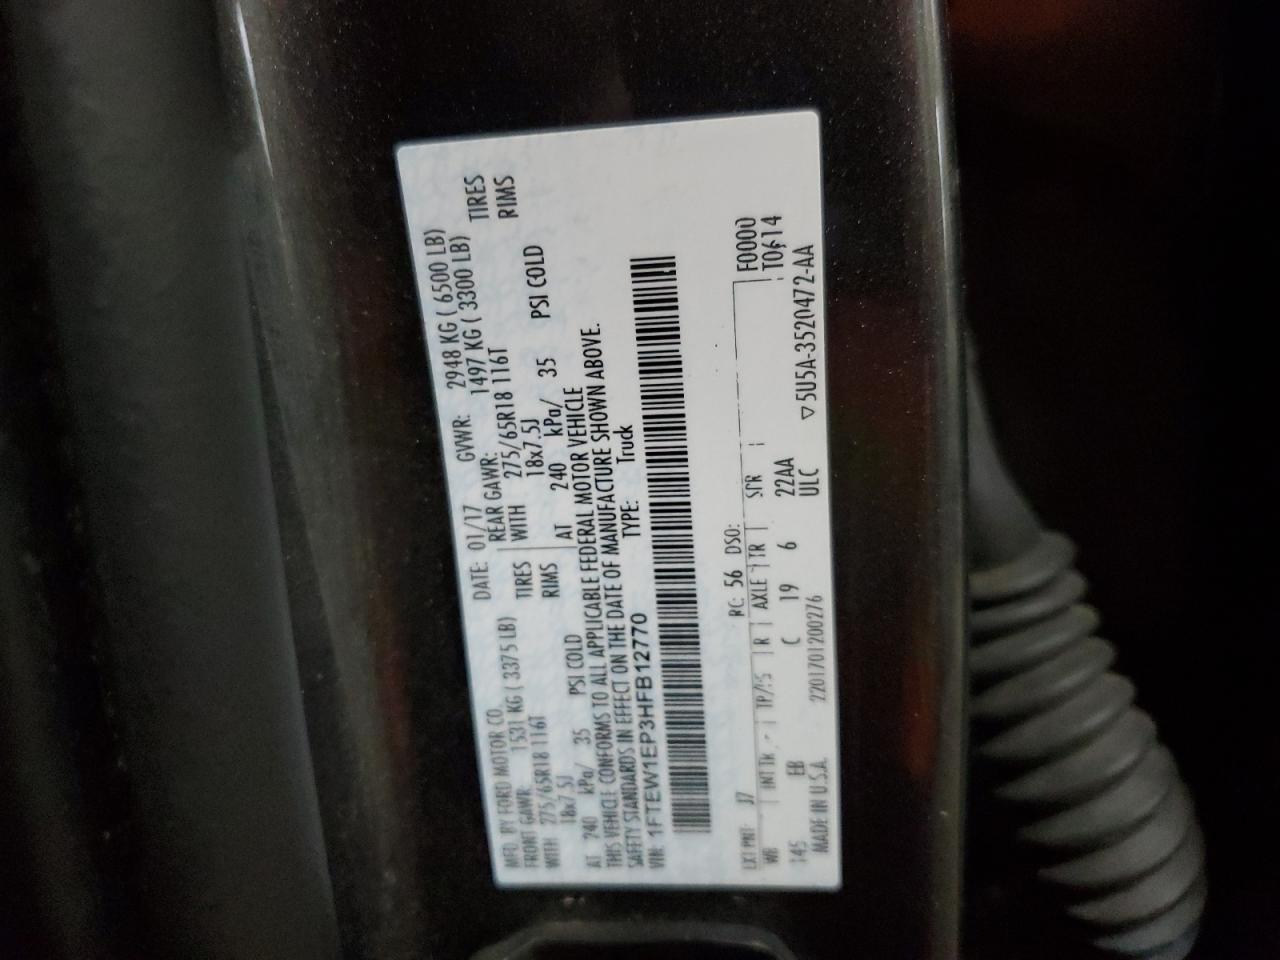 MFD. BY FORD MOTOR CO. DATE: 01/17 GVWR: 2948 KG ( 6500 LB)
FRONT GAWR: 1531 KG ( 3375 LB) REAR GAWR: 1497 KG ( 3300 LB)
WITH 275/65R18 116T TIRES WITH 275/65R18 116T TIRES
18x7.5J RIMS 18x7.5J RIMS
AT 240 kPa/ 35 PSI COLD AT 240 kPa/ 35 PSI COLD
THIS VEHICLE CONFORMS TO ALL APPLICABLE FEDERAL MOTOR VEHICLE
SAFETY STANDARDS IN EFFECT ON THE DATE OF MANUFACTURE SHOWN ABOVE.
VIN: 1FTEW1EP3HFB12770 TYPE: Truck
EXT PNT: J7 RC: 56 DSO: F0000
WB INT TR TP/PS R AXLE TR SPR T0614
145 EB C 19 6 22AA
MADE IN U.S.A. 2201701200276 ULC ▽5U5A-3520472-AA